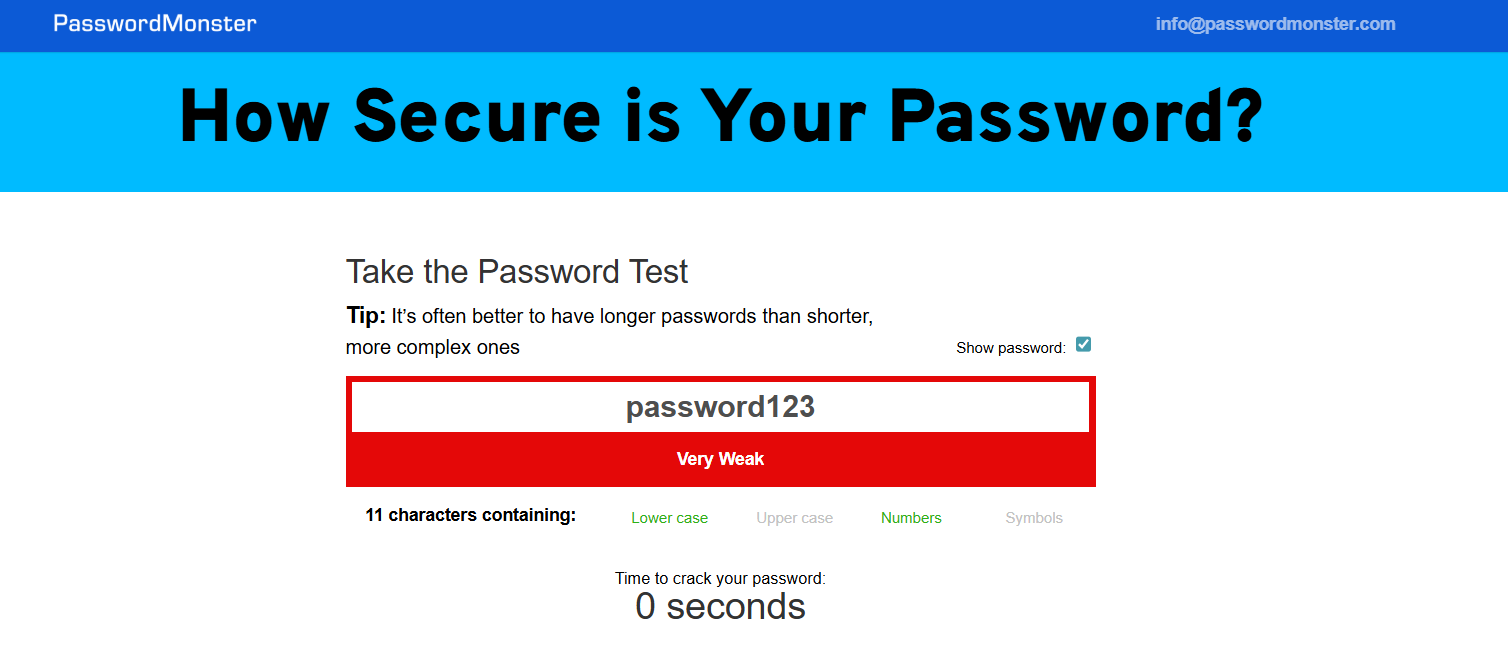 PasswordMonster
info@passwordmonster.com
How Secure is Your Password?
Take the Password Test
Tip: It’s often better to have longer passwords than shorter,
more complex ones
Show password:
password123
Very Weak
11 characters containing:
Lower case
Upper case
Numbers
Symbols
Time to crack your password:
0 seconds